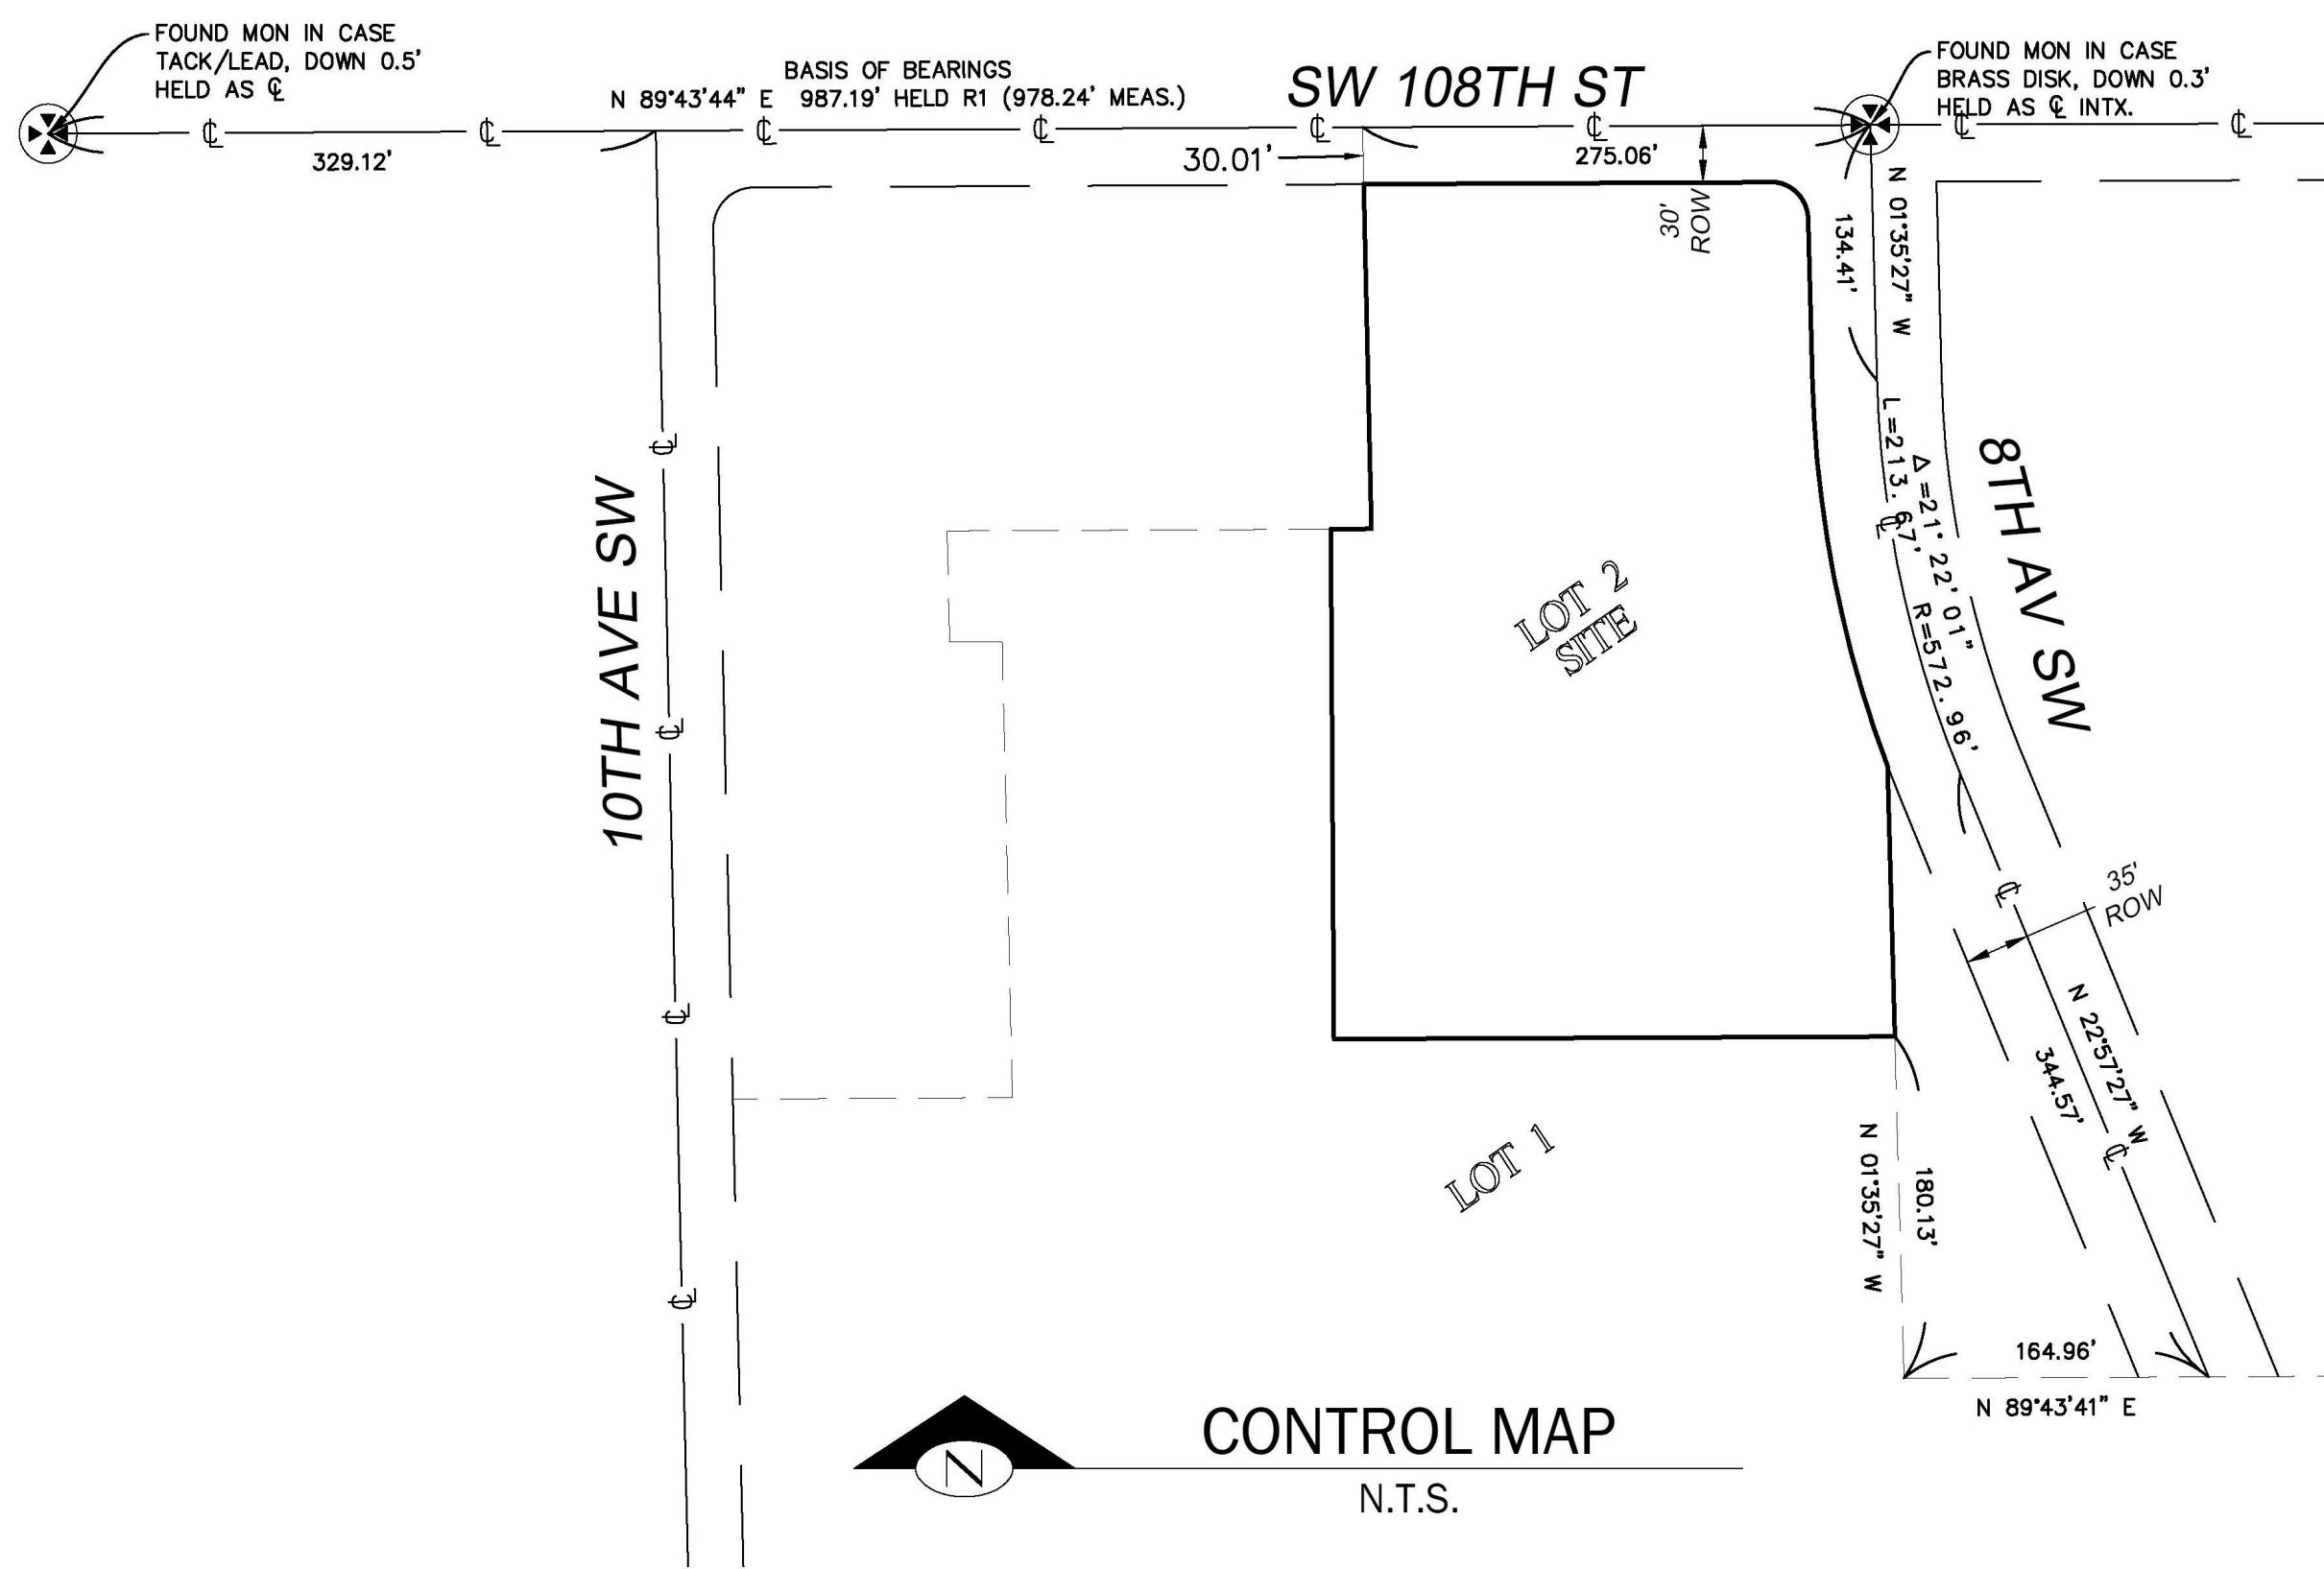 FOUND MON IN CASE
TACK/LEAD, DOWN 0.5'
HELD AS ℄
BASIS OF BEARINGS
N 89°43'44" E 987.19' HELD R1 (978.24' MEAS.)
SW 108TH ST
FOUND MON IN CASE
BRASS DISK, DOWN 0.3'
HELD AS ℄ INTX.
℄
℄
℄
℄
℄
℄
℄
℄
329.12'
30.01'
275.06'
30'
ROW
134.41'
N 01°35'27" W
℄
℄
℄
℄
10TH AVE SW
L=213.67'
Δ=21°22'01"
R=572.96'
℄
8TH AV SW
LOT 2
SITE
℄
35'
ROW
N 22°57'27" W
344.57'
℄
LOT 1
N 01°35'27" W
180.13'
164.96'
N 89°43'41" E
N
CONTROL MAP
N.T.S.